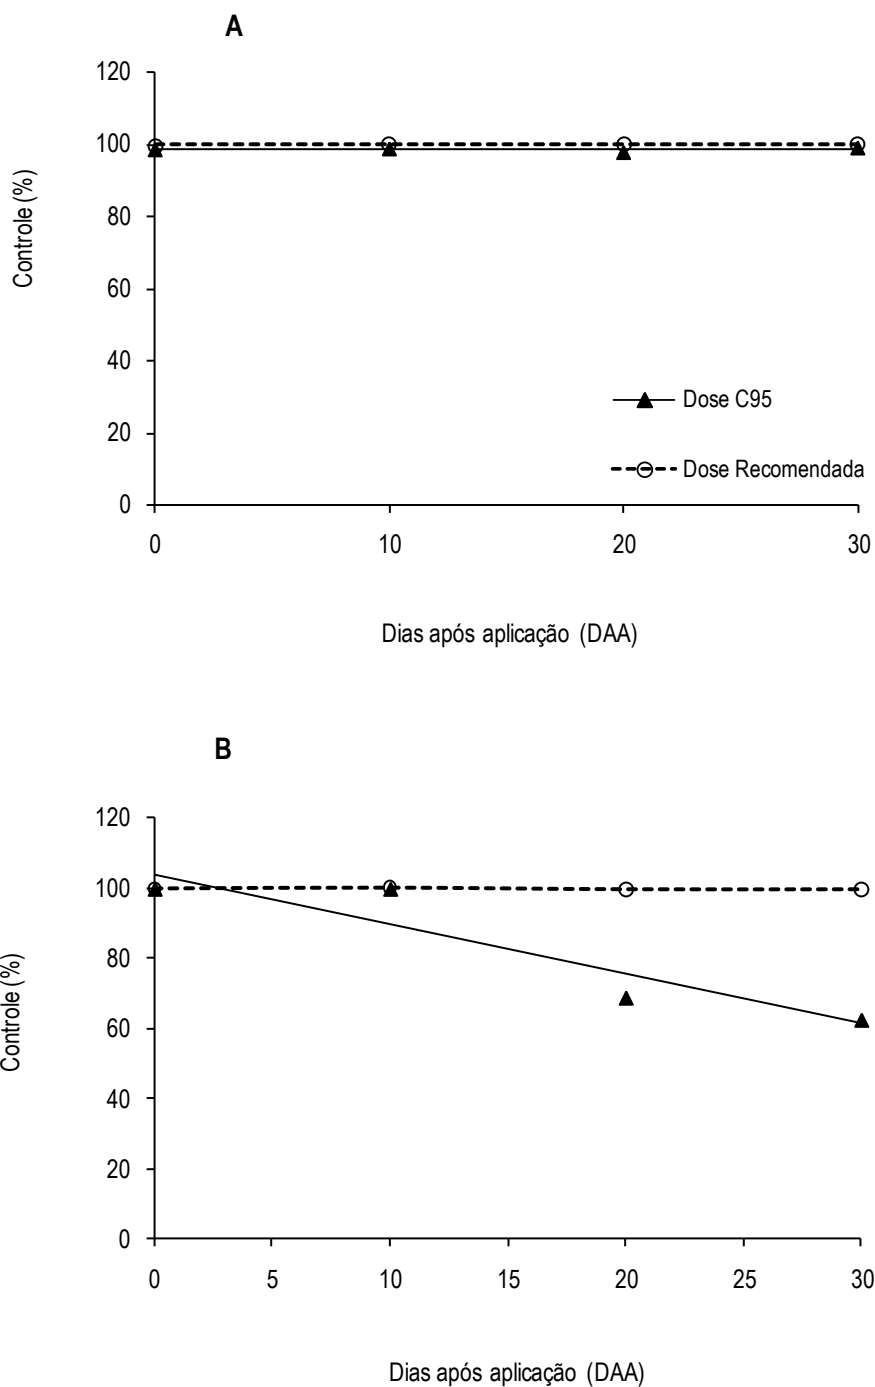 A
120
100
80
60
40
20
0
Controle (%)
Dose C95
Dose Recomendada
0 10 20 30
Dias após aplicação (DAA)
B
120
100
80
60
40
20
0
Controle (%)
0 5 10 15 20 25 30
Dias após aplicação (DAA)